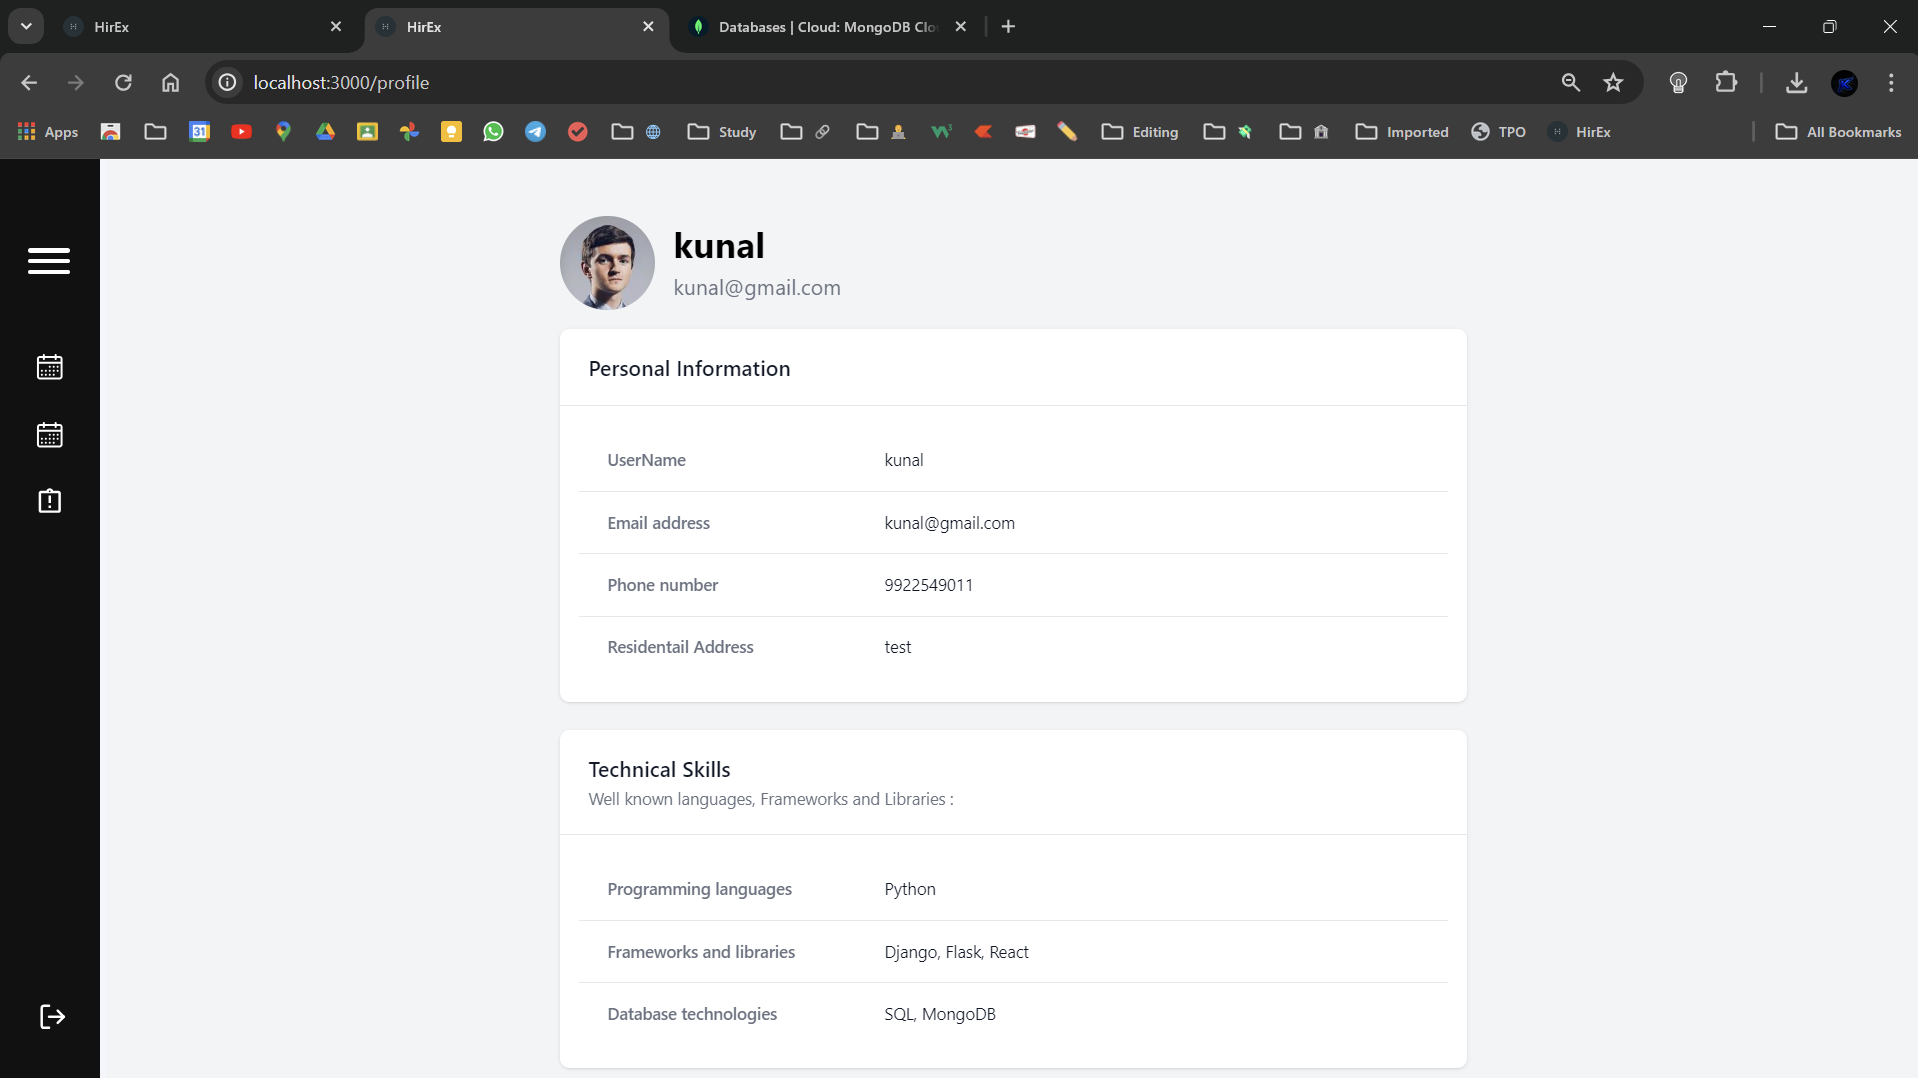 HirEx
HirEx
Databases | Cloud: MongoDB Clo
localhost:3000/profile
Apps
31
Study
Editing
Imported
TPO
HirEx
All Bookmarks
kunal
kunal@gmail.com
Personal Information
UserName kunal
Email address kunal@gmail.com
Phone number 9922549011
Residentail Address test
Technical Skills
Well known languages, Frameworks and Libraries :
Programming languages Python
Frameworks and libraries Django, Flask, React
Database technologies SQL, MongoDB